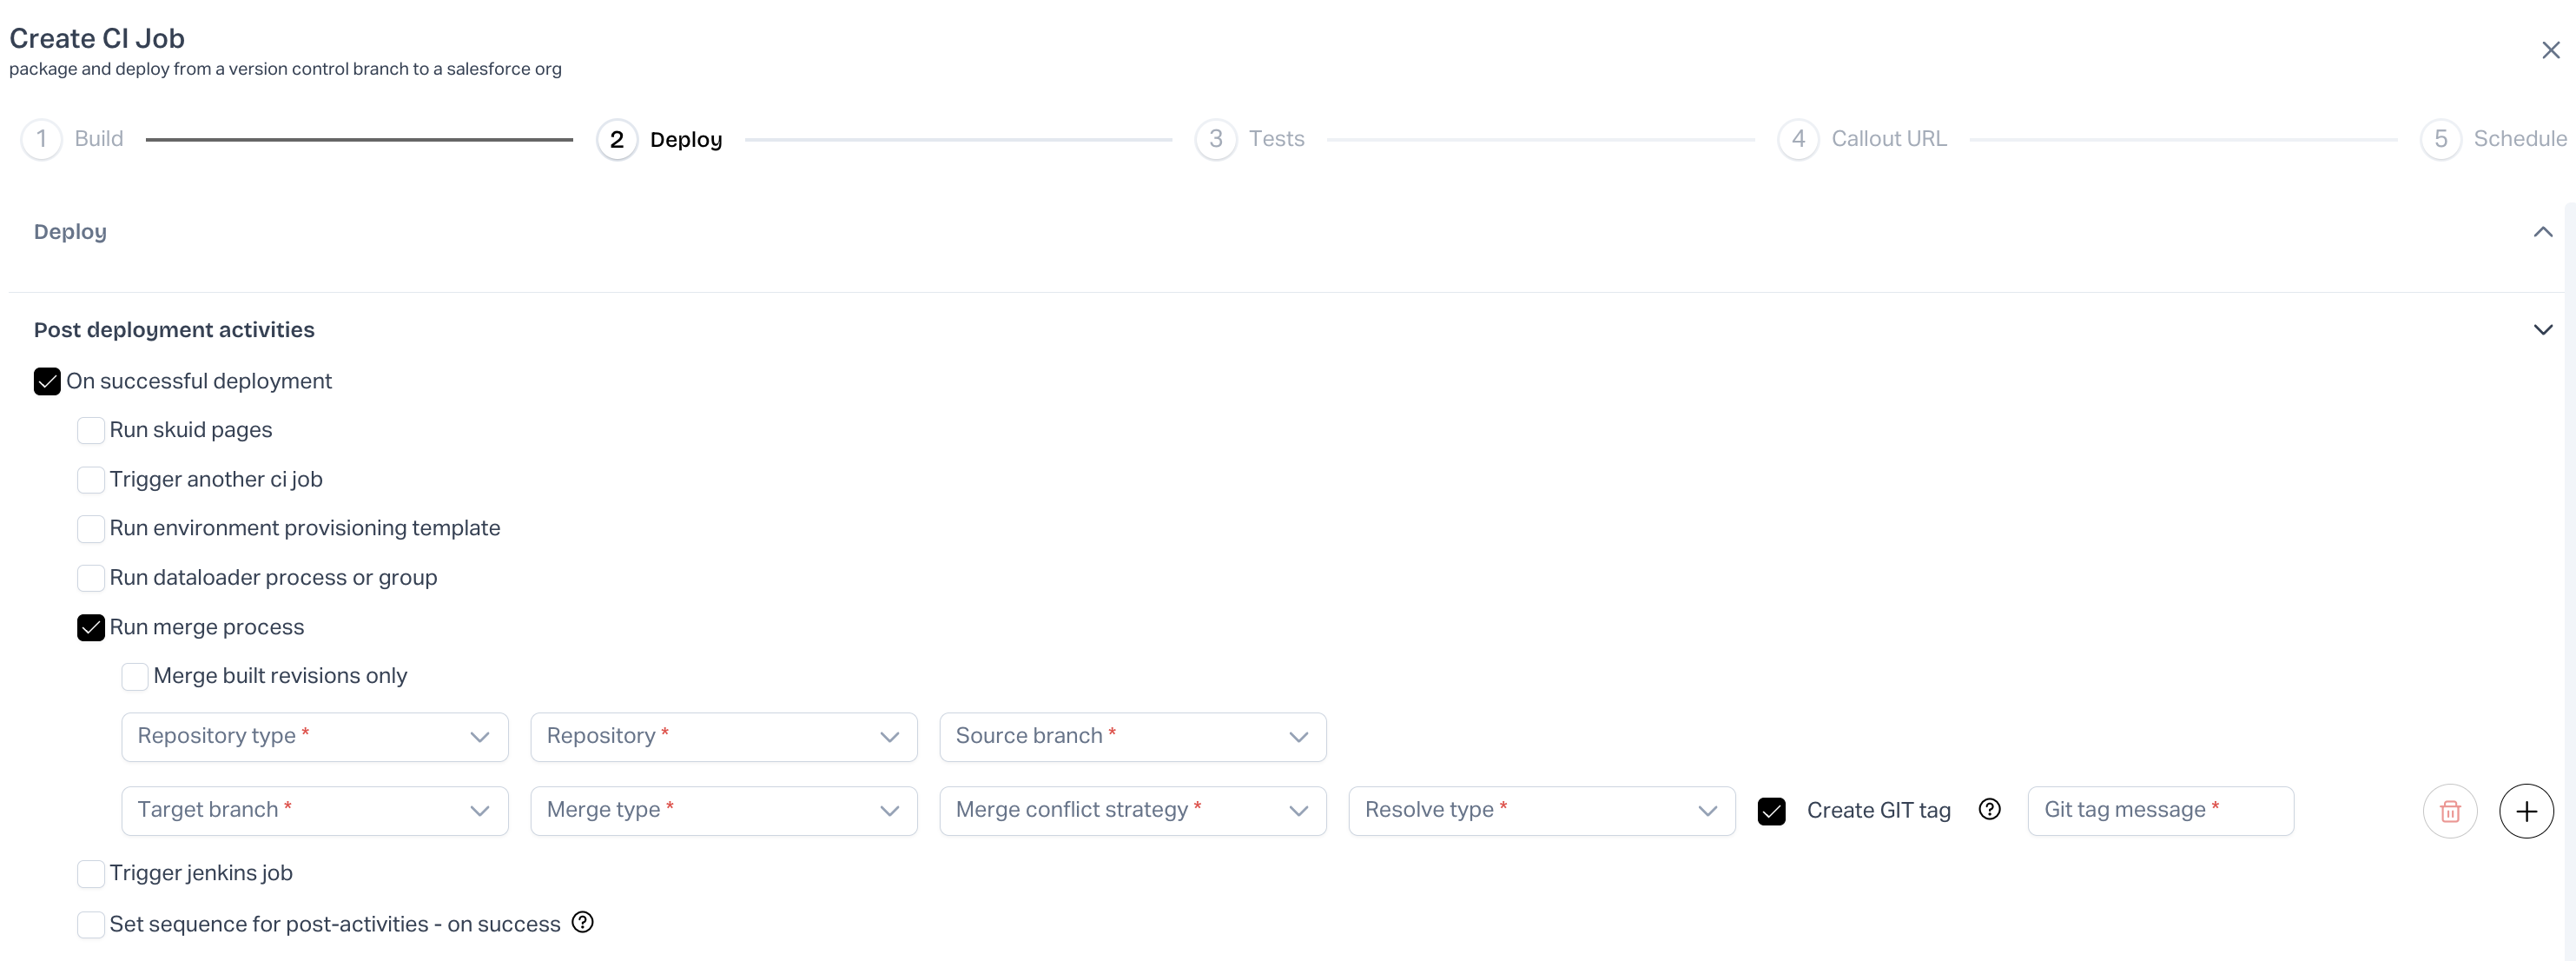 Create CI Job
package and deploy from a version control branch to a salesforce org
1 Build 2 Deploy 3 Tests 4 Callout URL 5 Schedule
Deploy
Post deployment activities
On successful deployment
Run skuid pages
Trigger another ci job
Run environment provisioning template
Run dataloader process or group
Run merge process
Merge built revisions only
Repository type * Repository * Source branch *
Target branch * Merge type * Merge conflict strategy * Resolve type * Create GIT tag ? Git tag message *
Trigger jenkins job
Set sequence for post-activities - on success ?